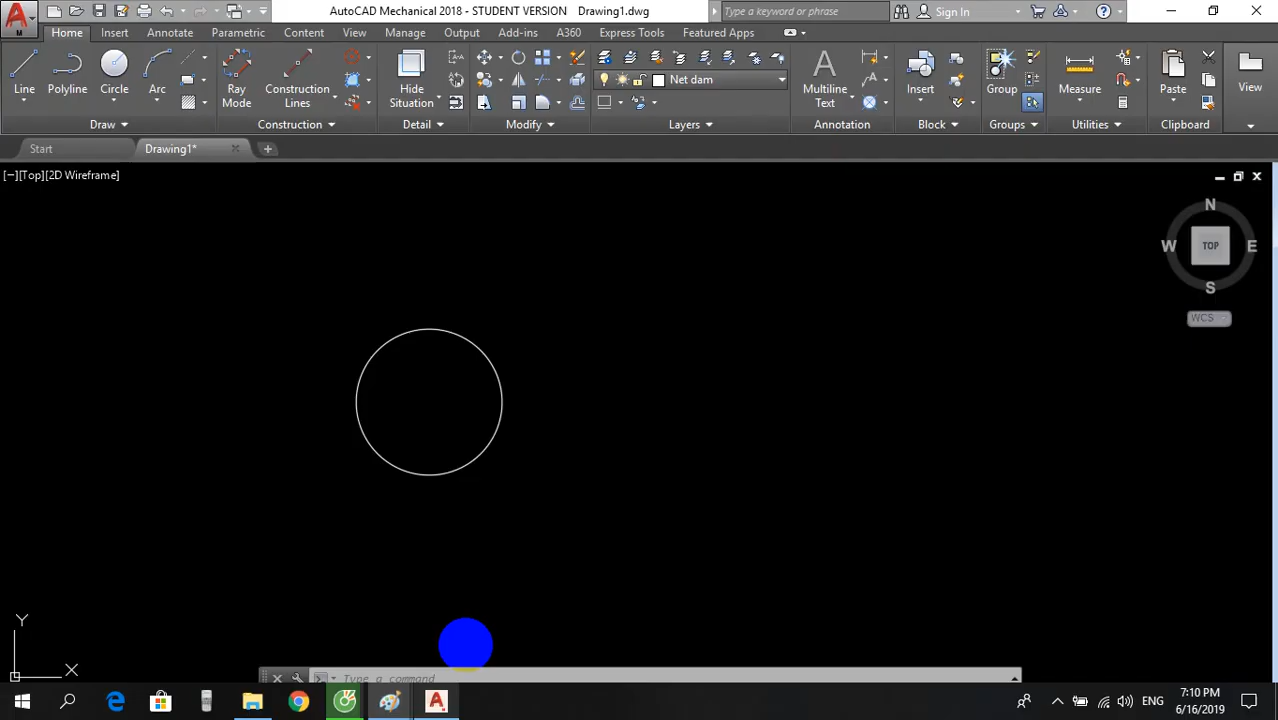 AutoCAD Mechanical 2018 - STUDENT VERSION Drawing1.dwg
Type a keyword or phrase
Sign In
M
Home Insert Annotate Parametric Content View Manage Output Add-ins A360 Express Tools Featured Apps
Line Polyline Circle Arc
Ray
Mode
Construction
Lines
Hide
Situation
Net dam
Multiline
Text
Insert
Group
Measure
Paste
View
Draw Construction Detail Modify Layers Annotation Block Groups Utilities Clipboard
Start Drawing1*
[−][Top][2D Wireframe]
N
W TOP E
S
WCS
Y
X
Type a command
ENG
7:10 PM
6/16/2019